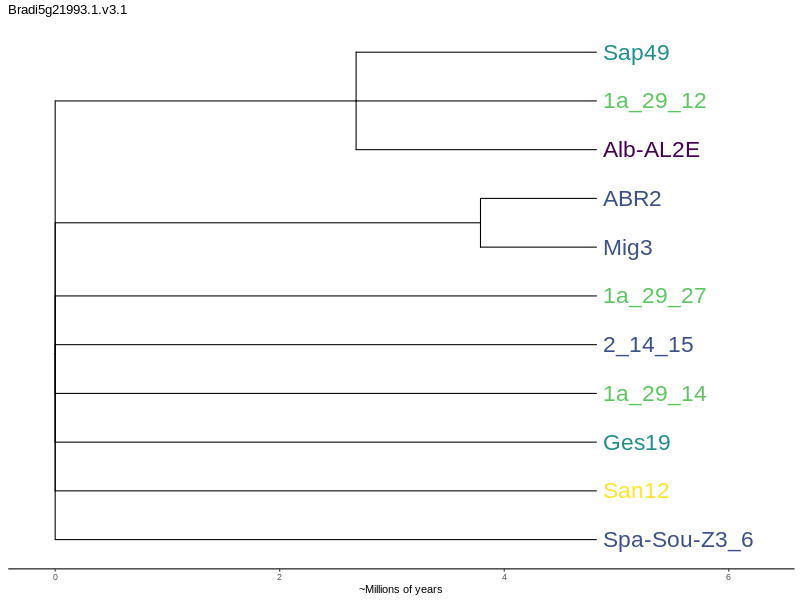 Bradi5g21993.1.v3.1
Sap49
1a_29_12
Alb-AL2E
ABR2
Mig3
1a_29_27
2_14_15
1a_29_14
Ges19
San12
Spa-Sou-Z3_6
0 2 4 6
~Millions of years